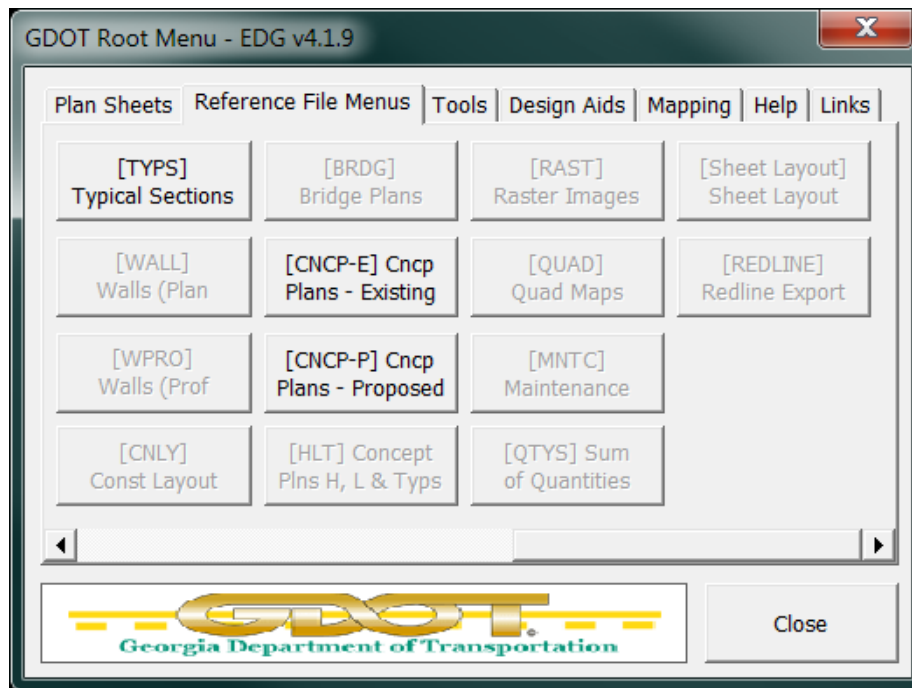 GDOT Root Menu - EDG v4.1.9
Plan Sheets
Reference File Menus
Tools
Design Aids
Mapping
Help
Links
[TYPS]
Typical Sections
[BRDG]
Bridge Plans
[RAST]
Raster Images
[Sheet Layout]
Sheet Layout
[WALL]
Walls (Plan
[CNCP-E] Cncp
Plans - Existing
[QUAD]
Quad Maps
[REDLINE]
Redline Export
[WPRO]
Walls (Prof
[CNCP-P] Cncp
Plans - Proposed
[MNTC]
Maintenance
[CNLY]
Const Layout
[HLT] Concept
Plns H, L & Typs
[QTYS] Sum
of Quantities
GDOT
Georgia Department of Transportation
Close